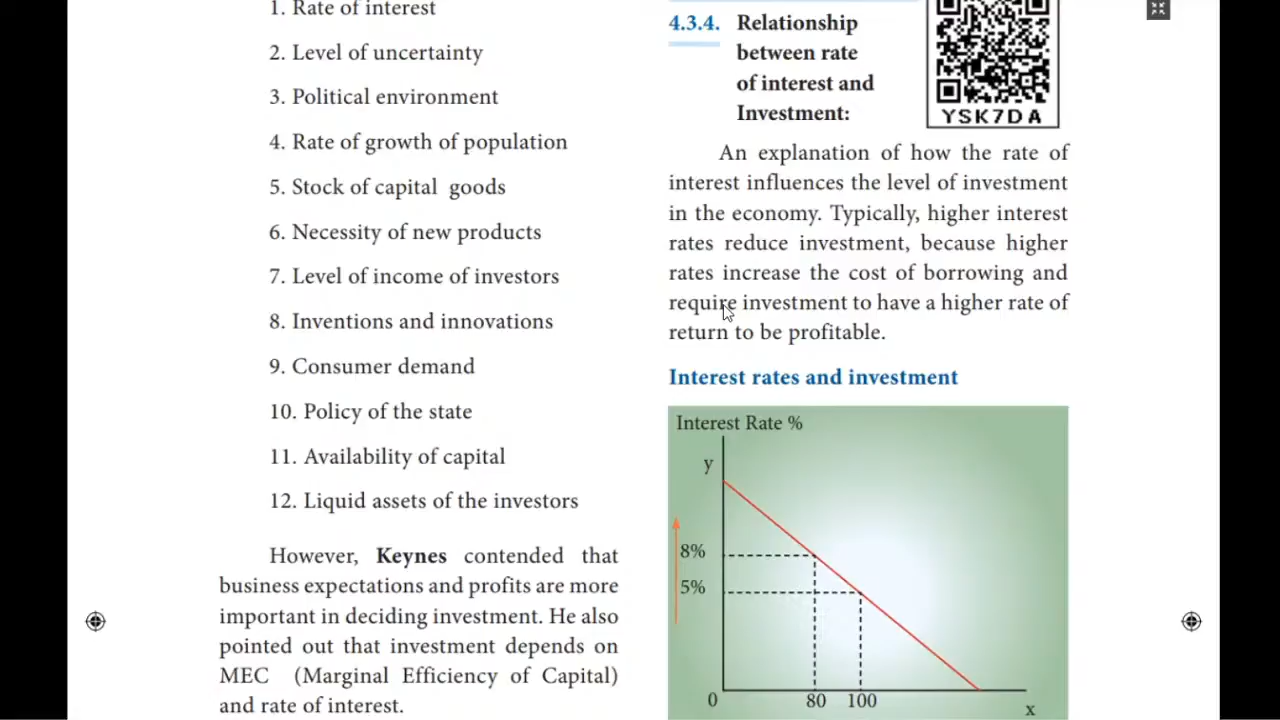 1. Rate of interest
2. Level of uncertainty
3. Political environment
4. Rate of growth of population
5. Stock of capital goods
6. Necessity of new products
7. Level of income of investors
8. Inventions and innovations
9. Consumer demand
10. Policy of the state
11. Availability of capital
12. Liquid assets of the investors
However, Keynes contended that
business expectations and profits are more
important in deciding investment. He also
pointed out that investment depends on
MEC (Marginal Efficiency of Capital)
and rate of interest.
4.3.4. Relationship
between rate
of interest and
Investment:
YSK7DA
An explanation of how the rate of
interest influences the level of investment
in the economy. Typically, higher interest
rates reduce investment, because higher
rates increase the cost of borrowing and
require investment to have a higher rate of
return to be profitable.
Interest rates and investment
Interest Rate %
y
8%
5%
0 80 100 x